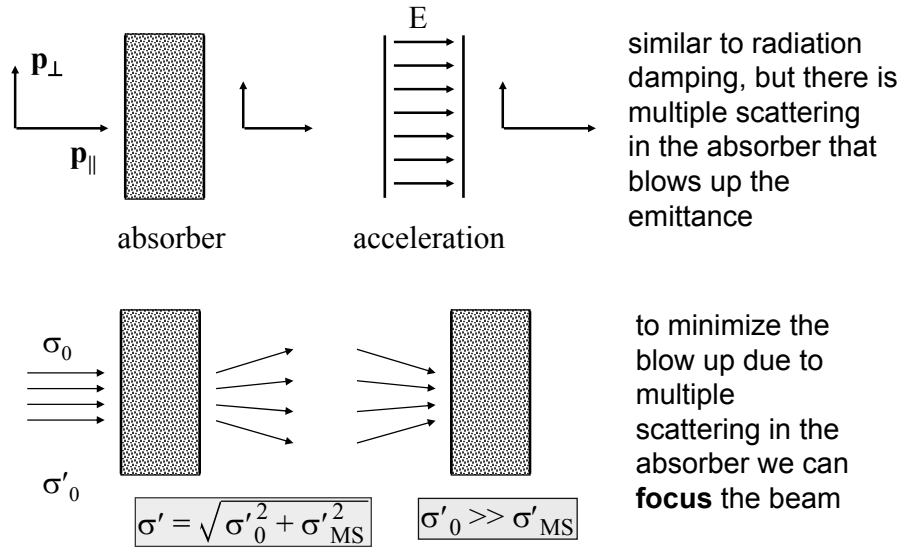 E
p⊥
p||
absorber
acceleration
similar to radiation
damping, but there is
multiple scattering
in the absorber that
blows up the
emittance
σ0
σ′0
σ′ = √σ′0² + σ′MS²
σ′0 >> σ′MS
to minimize the
blow up due to
multiple
scattering in the
absorber we can
focus the beam